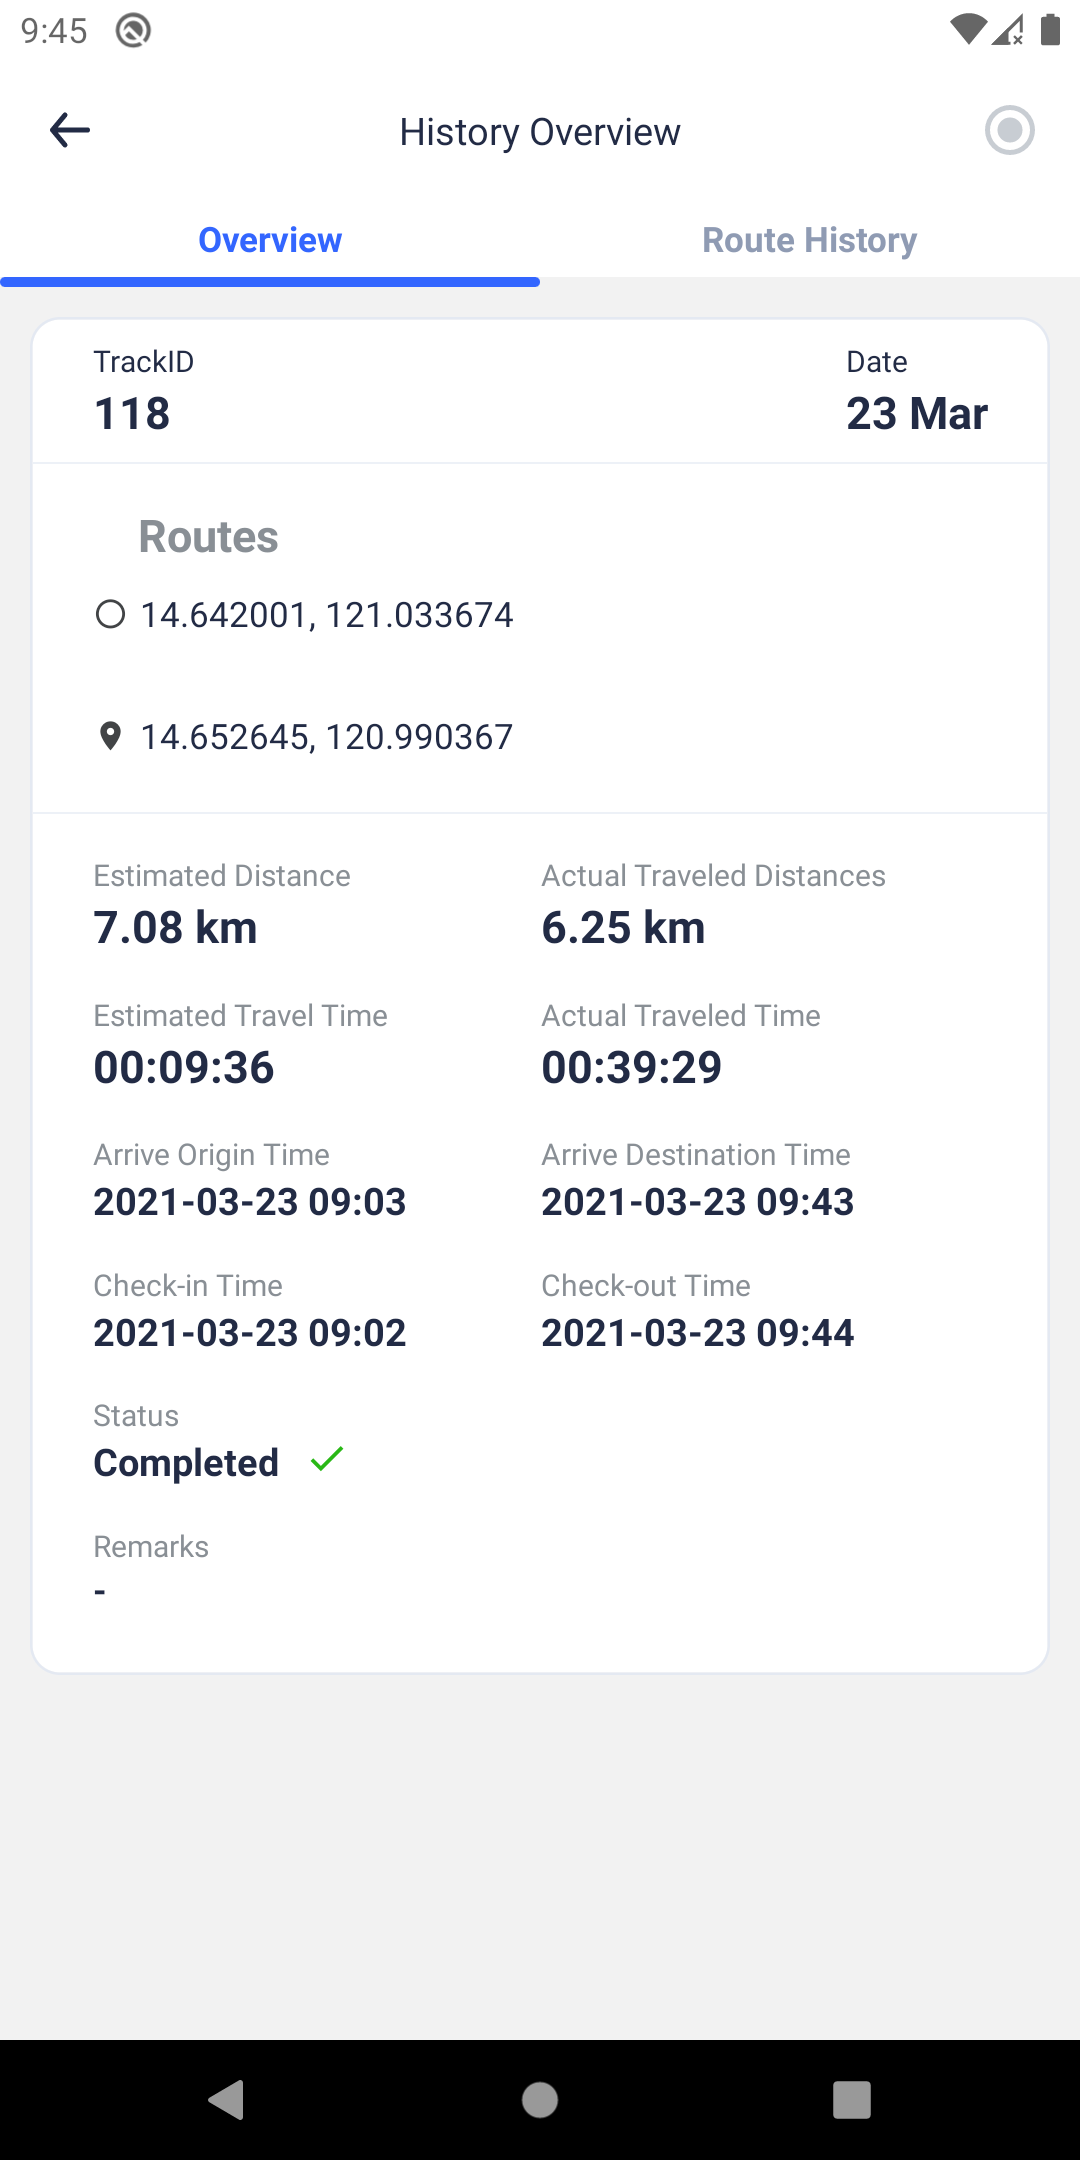 9:45
History Overview
Overview Route History
TrackID Date
118 23 Mar
Routes
14.642001, 121.033674
14.652645, 120.990367
Estimated Distance Actual Traveled Distances
7.08 km 6.25 km
Estimated Travel Time Actual Traveled Time
00:09:36 00:39:29
Arrive Origin Time Arrive Destination Time
2021-03-23 09:03 2021-03-23 09:43
Check-in Time Check-out Time
2021-03-23 09:02 2021-03-23 09:44
Status
Completed
Remarks
-